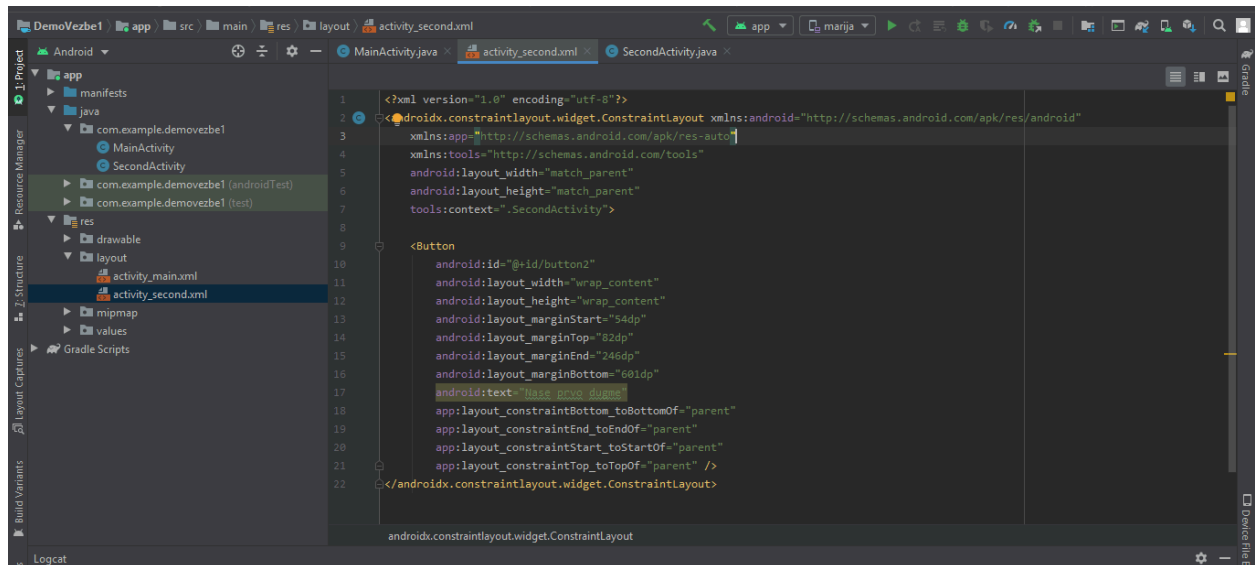 DemoVezbe1 app src main res layout activity_second.xml app marija
Android MainActivity.java activity_second.xml SecondActivity.java
1: Project
Resource Manager
Z: Structure
Layout Captures
Build Variants
app
manifests
java
com.example.demovezbe1
MainActivity
SecondActivity
com.example.demovezbe1 (androidTest)
com.example.demovezbe1 (test)
res
drawable
layout
activity_main.xml
activity_second.xml
mipmap
values
Gradle Scripts
1 <?xml version="1.0" encoding="utf-8"?>
2 <androidx.constraintlayout.widget.ConstraintLayout xmlns:android="http://schemas.android.com/apk/res/android"
3 xmlns:app="http://schemas.android.com/apk/res-auto"
4 xmlns:tools="http://schemas.android.com/tools"
5 android:layout_width="match_parent"
6 android:layout_height="match_parent"
7 tools:context=".SecondActivity">
8
9 <Button
10 android:id="@+id/button2"
11 android:layout_width="wrap_content"
12 android:layout_height="wrap_content"
13 android:layout_marginStart="54dp"
14 android:layout_marginTop="82dp"
15 android:layout_marginEnd="246dp"
16 android:layout_marginBottom="601dp"
17 android:text="Nase prvo dugme"
18 app:layout_constraintBottom_toBottomOf="parent"
19 app:layout_constraintEnd_toEndOf="parent"
20 app:layout_constraintStart_toStartOf="parent"
21 app:layout_constraintTop_toTopOf="parent" />
22 </androidx.constraintlayout.widget.ConstraintLayout>
androidx.constraintlayout.widget.ConstraintLayout
Gradle
Device File
Logcat